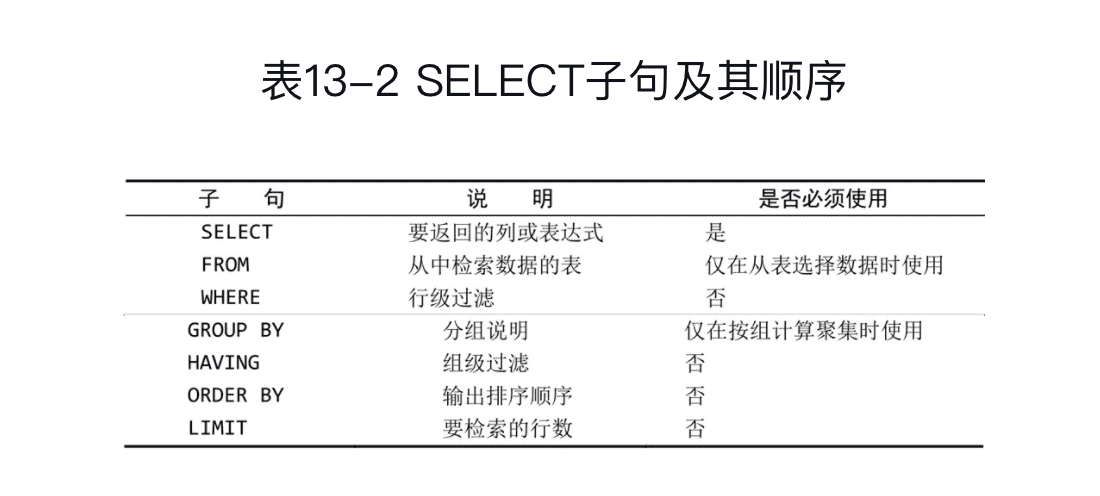 表13-2 SELECT子句及其顺序
子 句 说 明 是否必须使用
SELECT 要返回的列或表达式 是
FROM 从中检索数据的表 仅在从表选择数据时使用
WHERE 行级过滤 否
GROUP BY 分组说明 仅在按组计算聚集时使用
HAVING 组级过滤 否
ORDER BY 输出排序顺序 否
LIMIT 要检索的行数 否